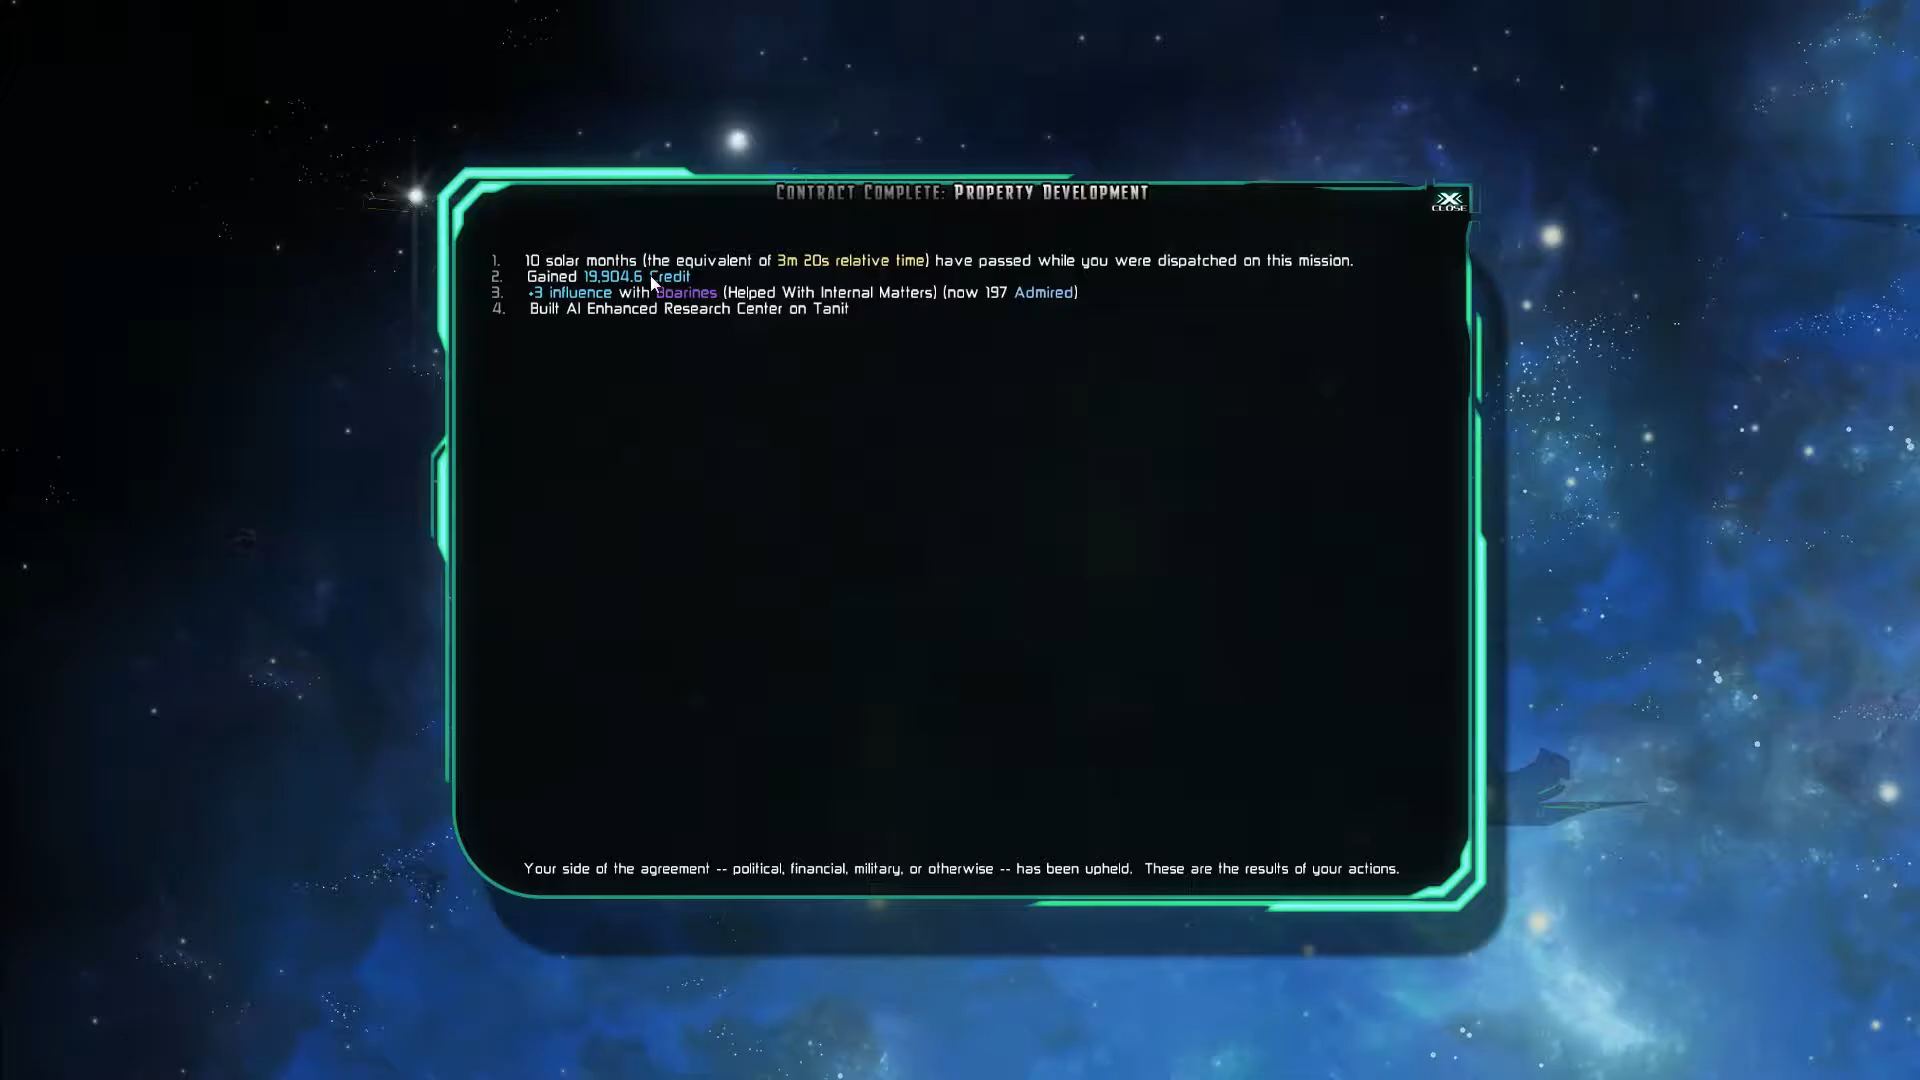 CONTRACT COMPLETE: PROPERTY DEVELOPMENT
CLOSE
1. 10 solar months (the equivalent of 3m 20s relative time) have passed while you were dispatched on this mission.
2. Gained 19,904.6 Credit
3. +3 influence with Boarines (Helped With Internal Matters) (now 197 Admired)
4. Built AI Enhanced Research Center on Tanit
Your side of the agreement -- political, financial, military, or otherwise -- has been upheld. These are the results of your actions.